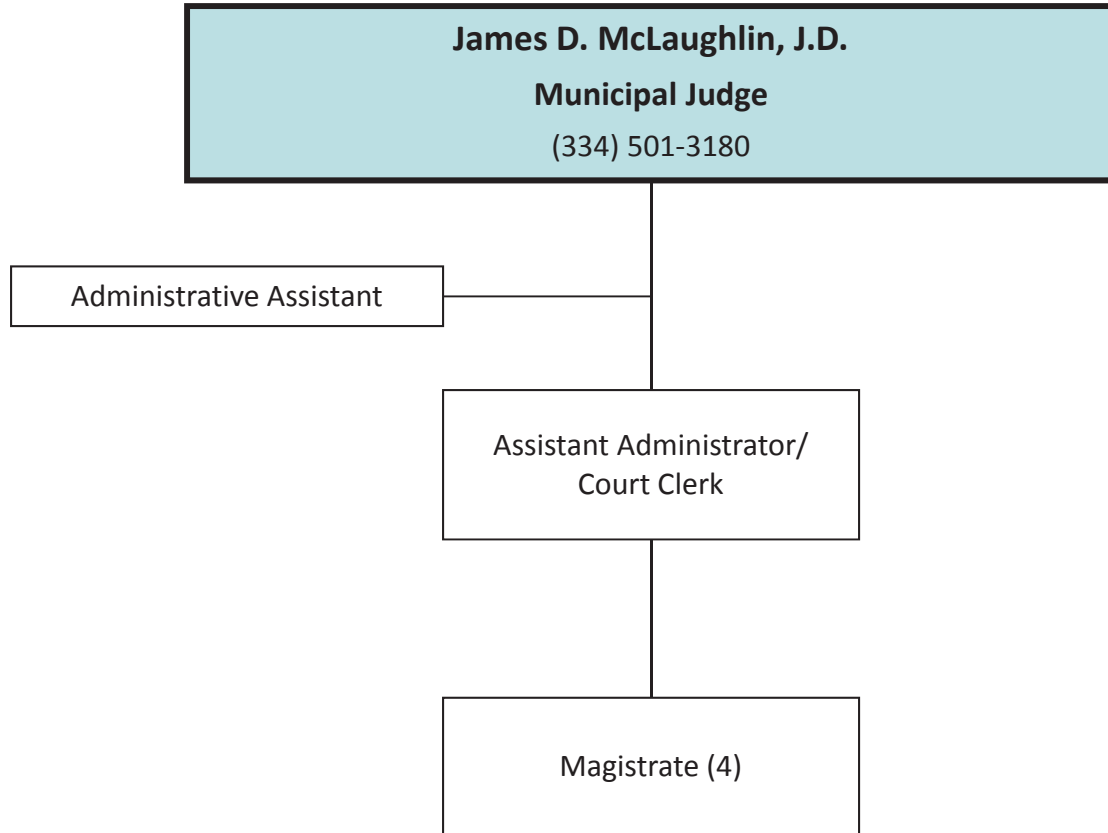 James D. McLaughlin, J.D.
Municipal Judge
(334) 501-3180
Administrative Assistant
Assistant Administrator/
Court Clerk
Magistrate (4)